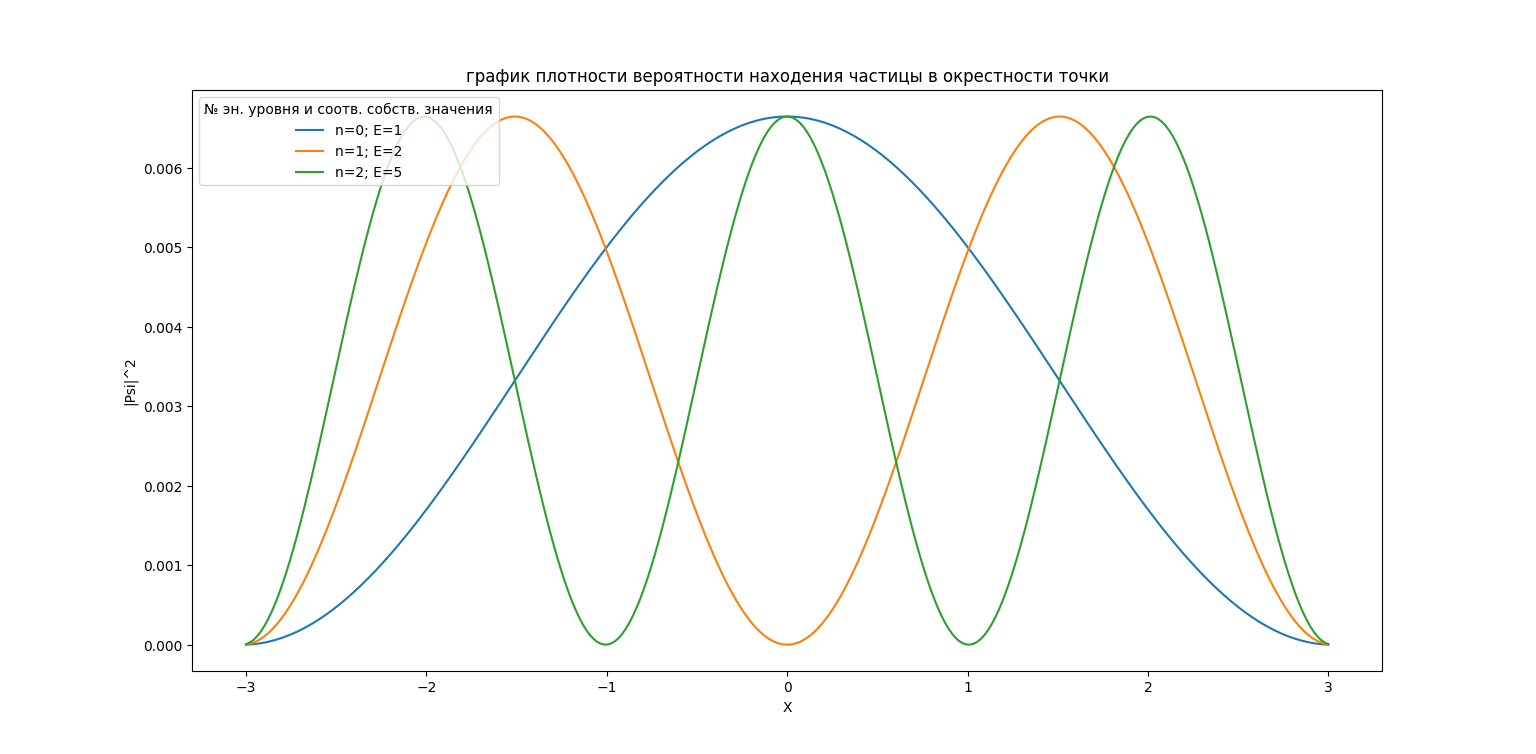 график плотности вероятности находения частицы в окрестности точки
№ эн. уровня и соотв. собств. значения
n=0; E=1
n=1; E=2
n=2; E=5
0.006
0.005
0.004
0.003
0.002
0.001
0.000
|Psi|^2
−3 −2 −1 0 1 2 3
X